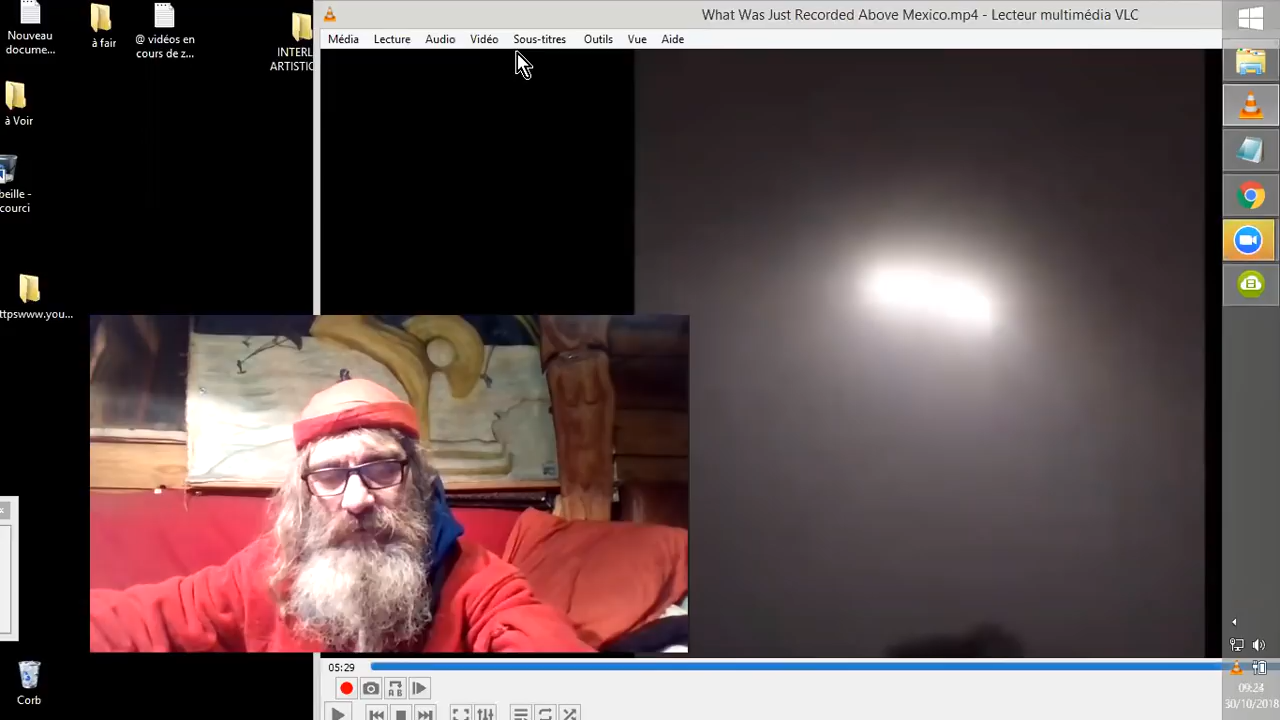 What Was Just Recorded Above Mexico.mp4 - Lecteur multimédia VLC
Média Lecture Audio Vidéo Sous-titres Outils Vue Aide
Nouveau
docume...
à fair
@ vidéos en
cours de z...
INTERL
ARTISTIC
à Voir
beille -
courci
ttpswww.you...
Corb
05:29
A B
09:24
30/10/2018